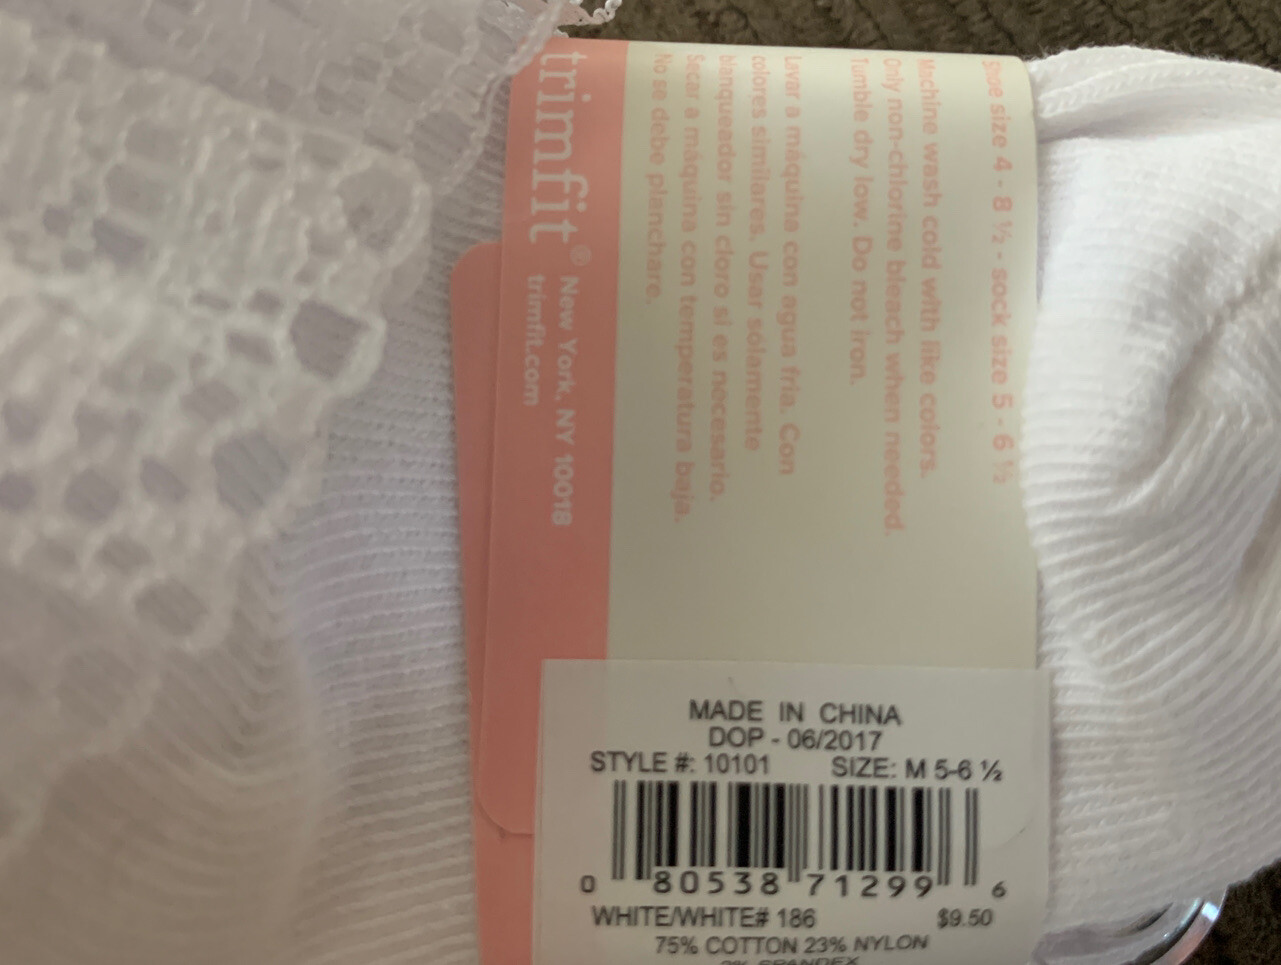 Shoe size 4 - 8 ½ - sock size 5 - 6 ½
Machine wash cold with like colors.
Only non-chlorine bleach when needed.
Tumble dry low. Do not iron.
Lavar a máquina con agua fría. Con
colores similares. Usar solamente
blanqueador sin cloro si es necesario.
Secar a máquina con temperatura baja.
No se debe planchare.
trimfit® New York, NY 10018
trimfit.com
MADE IN CHINA
DOP - 06/2017
STYLE #: 10101 SIZE: M 5-6 ½
0 80538 71299 6
WHITE/WHITE# 186 $9.50
75% COTTON 23% NYLON
2% SPANDEX